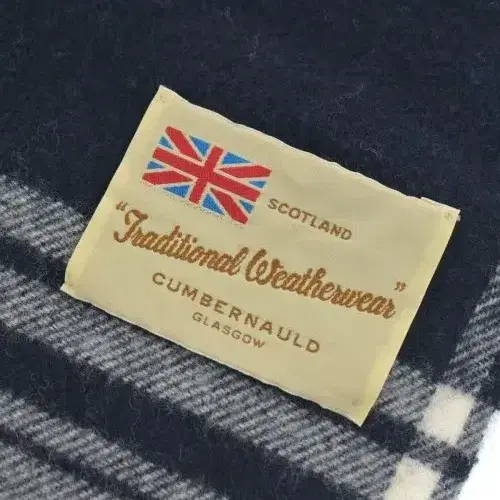 SCOTLAND
"Traditional Weatherwear"
CUMBERNAULD
GLASGOW